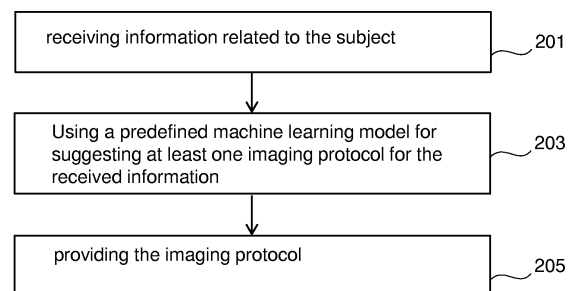 receiving information related to the subject
201
Using a predefined machine learning model for
suggesting at least one imaging protocol for the
received information
203
providing the imaging protocol
205